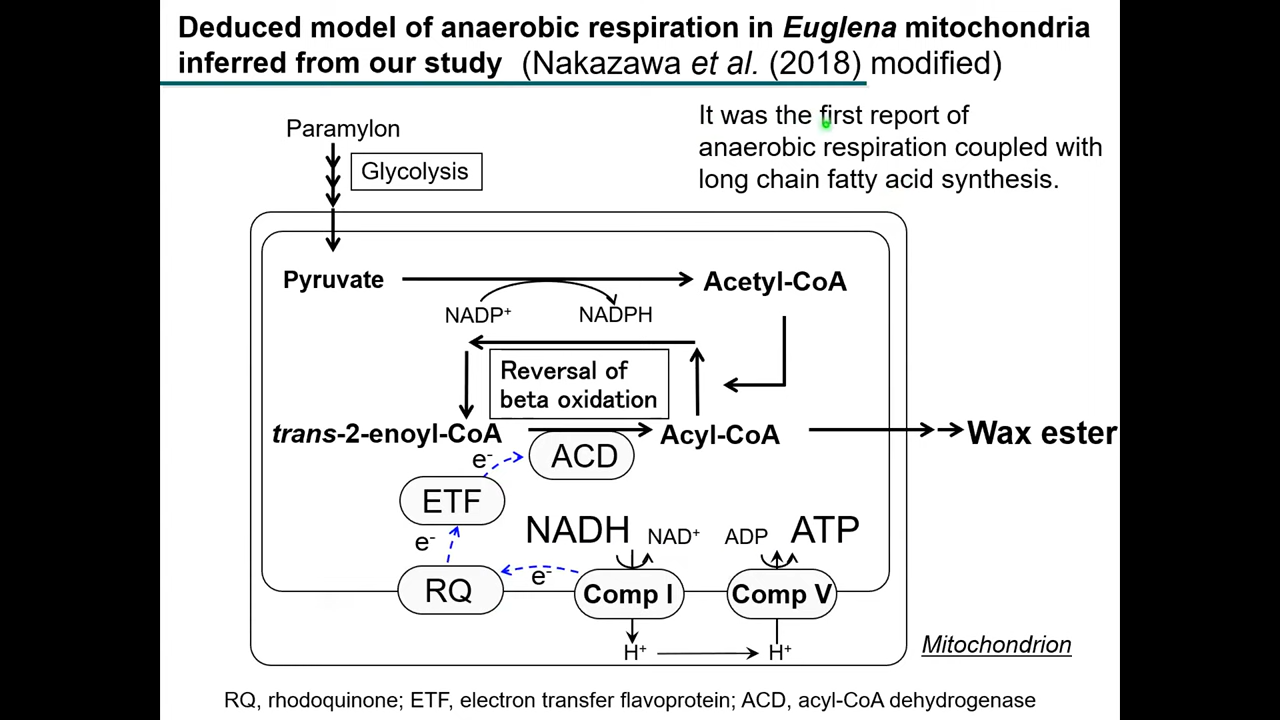 Deduced model of anaerobic respiration in Euglena mitochondria
inferred from our study (Nakazawa et al. (2018) modified)
It was the first report of
anaerobic respiration coupled with
long chain fatty acid synthesis.
Paramylon
Glycolysis
Pyruvate
Acetyl-CoA
NADP⁺
NADPH
Reversal of
beta oxidation
trans-2-enoyl-CoA
Acyl-CoA
Wax ester
e⁻
ACD
ETF
e⁻
NADH
NAD⁺
ADP
ATP
RQ
e⁻
Comp I
Comp V
H⁺
H⁺
Mitochondrion
RQ, rhodoquinone; ETF, electron transfer flavoprotein; ACD, acyl-CoA dehydrogenase